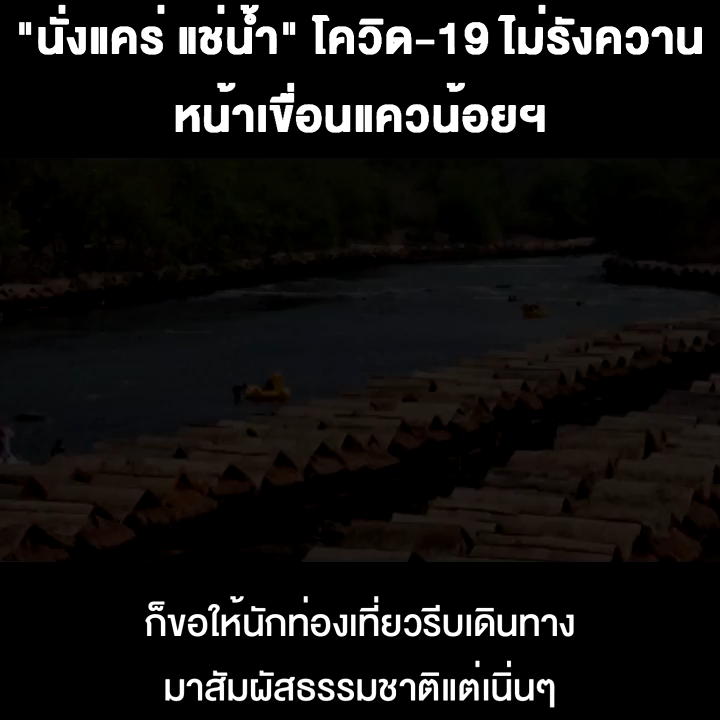 "นั่งแคร่ แช่น้ำ" โควิด-19 ไม่รังควาน
หน้าเขื่อนแควน้อยฯ
ก็ขอให้นักท่องเที่ยวรีบเดินทาง
มาสัมผัสธรรมชาติแต่เนิ่นๆ